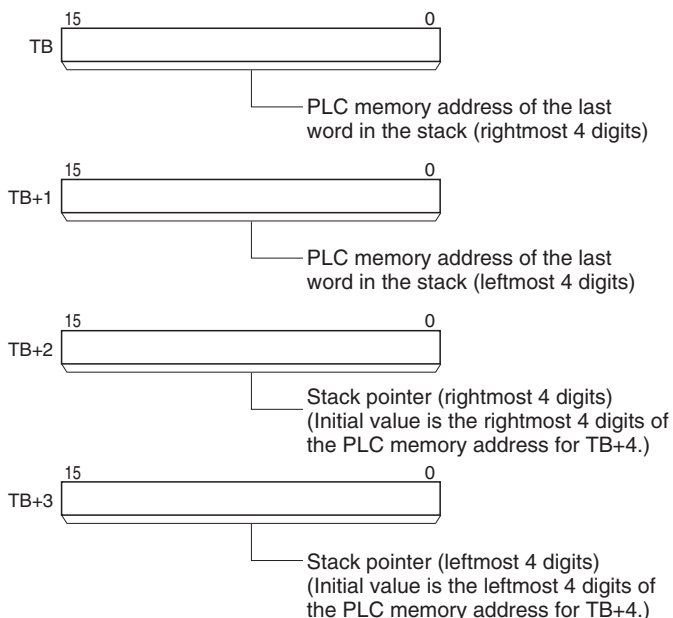 15 0
TB
PLC memory address of the last
word in the stack (rightmost 4 digits)
15 0
TB+1
PLC memory address of the last
word in the stack (leftmost 4 digits)
15 0
TB+2
Stack pointer (rightmost 4 digits)
(Initial value is the rightmost 4 digits of
the PLC memory address for TB+4.)
15 0
TB+3
Stack pointer (leftmost 4 digits)
(Initial value is the leftmost 4 digits of
the PLC memory address for TB+4.)